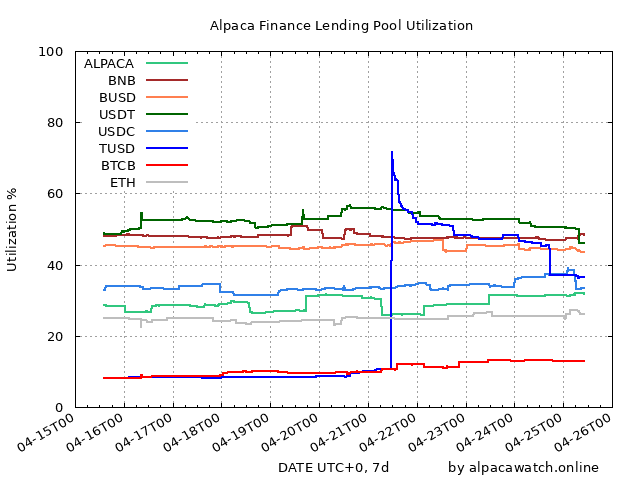 Alpaca Finance Lending Pool Utilization
100
80
60
40
20
0
Utilization %
ALPACA
BNB
BUSD
USDT
USDC
TUSD
BTCB
ETH
04-15T00
04-16T00
04-17T00
04-18T00
04-19T00
04-20T00
04-21T00
04-22T00
04-23T00
04-24T00
04-25T00
04-26T00
DATE UTC+0, 7d
by alpacawatch.online